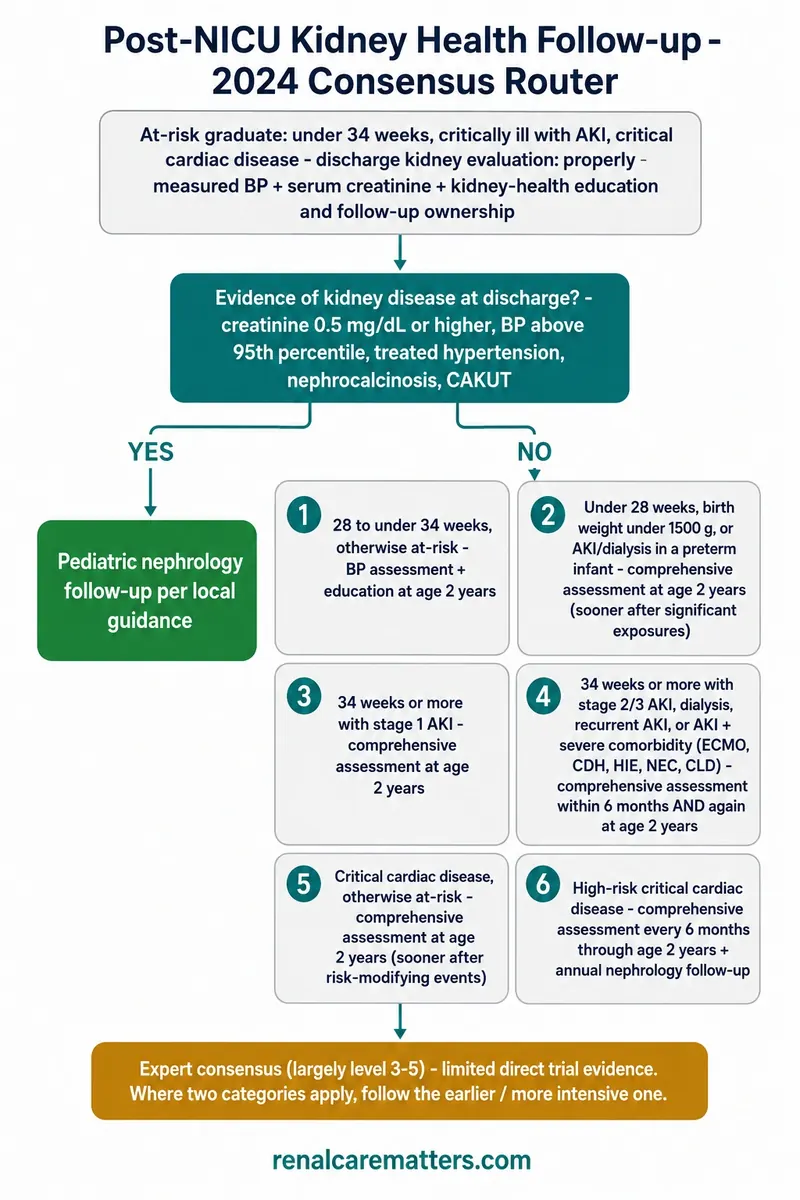 Post-NICU Kidney Health Follow-up -
2024 Consensus Router
At-risk graduate: under 34 weeks, critically ill with AKI, critical
cardiac disease - discharge kidney evaluation: properly -
measured BP + serum creatinine + kidney-health education
and follow-up ownership
Evidence of kidney disease at discharge? -
creatinine 0.5 mg/dL or higher, BP above
95th percentile, treated hypertension,
nephrocalcinosis, CAKUT
YES
NO
Pediatric nephrology
follow-up per local
guidance
1
28 to under 34 weeks,
otherwise at-risk -
BP assessment +
education at age 2 years
2
Under 28 weeks, birth
weight under 1500 g, or
AKI/dialysis in a preterm
infant - comprehensive
assessment at age 2 years
(sooner after significant
exposures)
3
34 weeks or more
with stage 1 AKI -
comprehensive
assessment at age
2 years
4
34 weeks or more with
stage 2/3 AKI, dialysis,
recurrent AKI, or AKI +
severe comorbidity (ECMO,
CDH, HIE, NEC, CLD) -
comprehensive assessment
within 6 months AND again
at age 2 years
5
Critical cardiac disease,
otherwise at-risk -
comprehensive
assessment at age
2 years (sooner after
risk-modifying events)
6
High-risk critical cardiac
disease - comprehensive
assessment every 6 months
through age 2 years +
annual nephrology follow-up
Expert consensus (largely level 3-5) - limited direct trial evidence.
Where two categories apply, follow the earlier / more intensive one.
renalcarematters.com